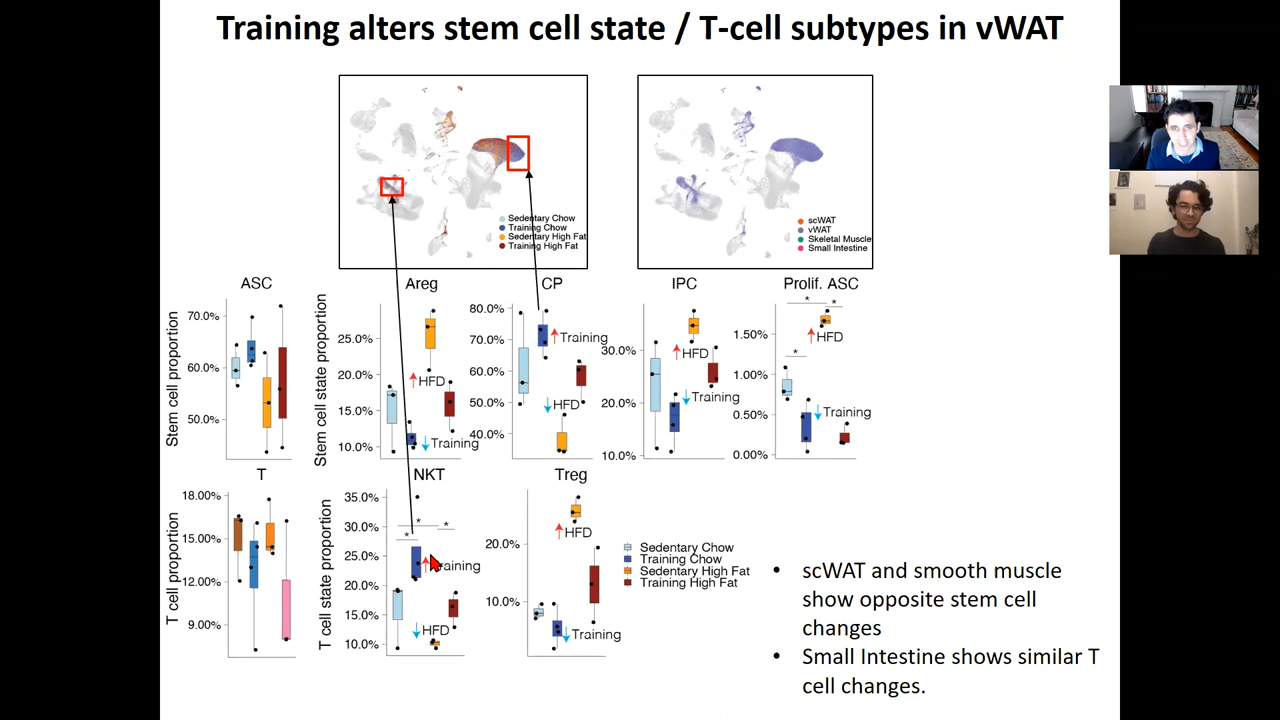 Training alters stem cell state / T-cell subtypes in vWAT
Sedentary Chow
Training Chow
Sedentary High Fat
Training High Fat
scWAT
vWAT
Skeletal Muscle
Small Intestine
ASC
Stem cell proportion
70.0%
60.0%
50.0%
Areg
Stem cell state proportion
25.0%
20.0%
15.0%
10.0%
HFD
Training
CP
80.0%
70.0%
60.0%
50.0%
40.0%
Training
HFD
IPC
30.0%
20.0%
10.0%
HFD
Training
Prolif. ASC
1.50%
1.00%
0.50%
0.00%
* *
HFD
*
Training
T
T cell proportion
18.00%
15.00%
12.00%
9.00%
NKT
T cell state proportion
35.0%
30.0%
25.0%
20.0%
15.0%
10.0%
* *
*
Training
HFD
Treg
20.0%
10.0%
HFD
Training
Sedentary Chow
Training Chow
Sedentary High Fat
Training High Fat
• scWAT and smooth muscle
show opposite stem cell
changes
• Small Intestine shows similar T
cell changes.